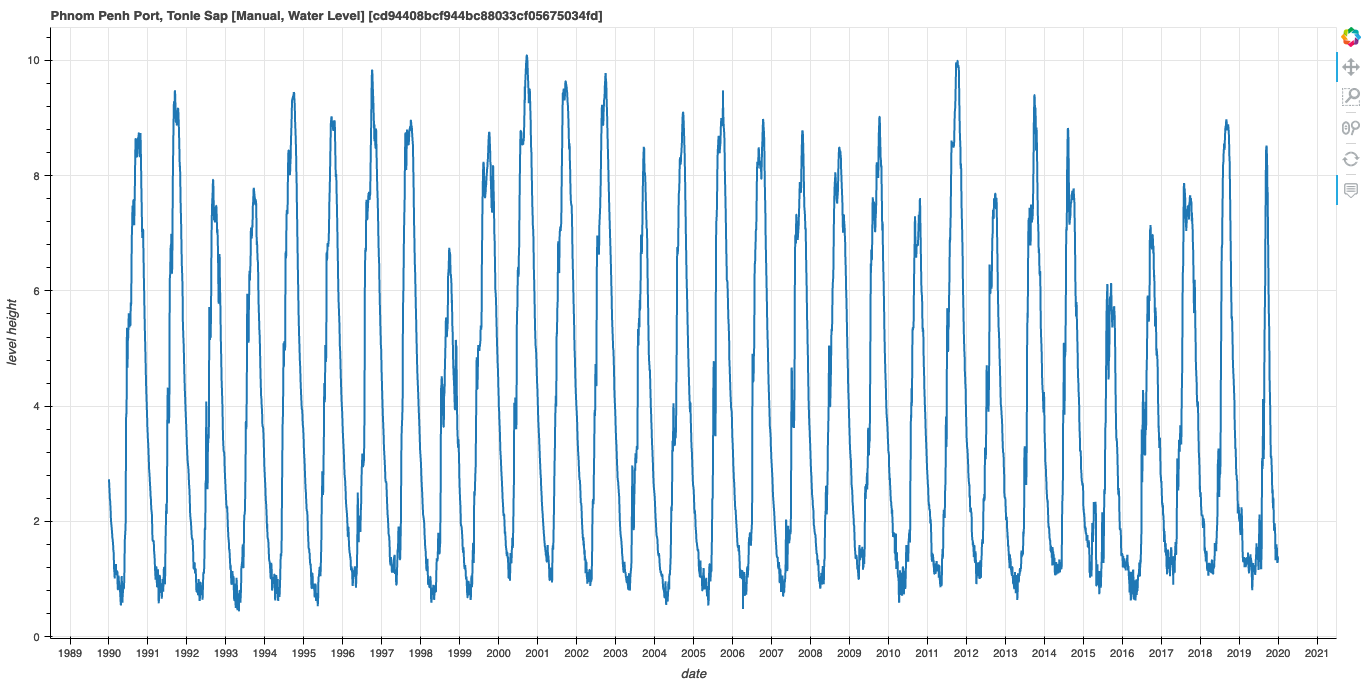 Phnom Penh Port, Tonle Sap [Manual, Water Level] [cd94408bcf944bc88033cf05675034fd]
10
8
6
4
2
0
level height
1989 1990 1991 1992 1993 1994 1995 1996 1997 1998 1999 2000 2001 2002 2003 2004 2005 2006 2007 2008 2009 2010 2011 2012 2013 2014 2015 2016 2017 2018 2019 2020 2021
date